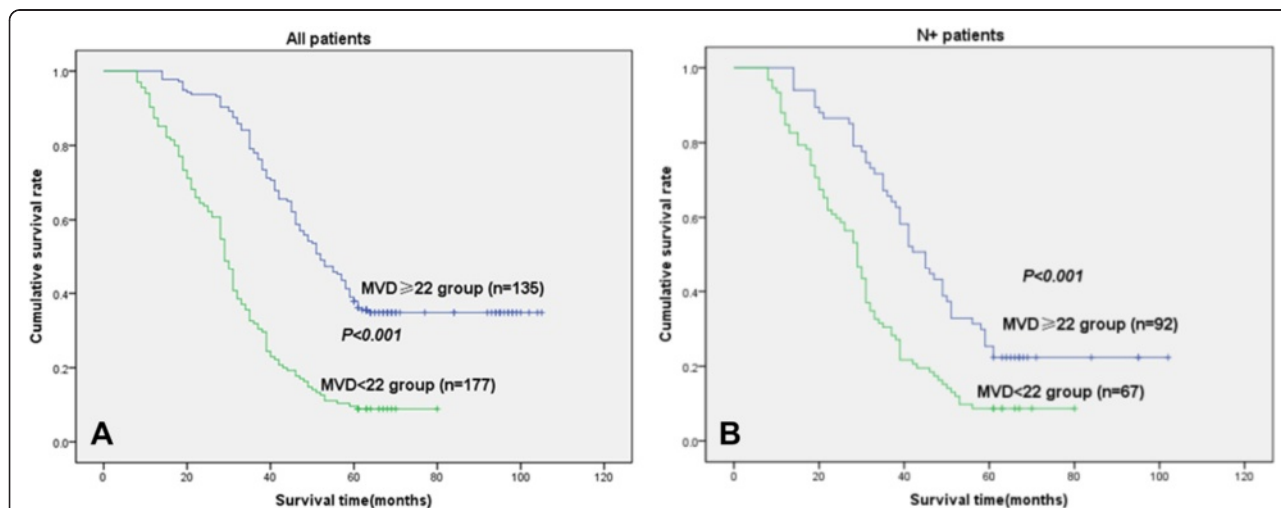 All patients
1.0
0.8
0.6
0.4
0.2
0.0
Cumulative survival rate
MVD≥22 group (n=135)
P<0.001
MVD<22 group (n=177)
A
0 20 40 60 80 100 120
Survival time(months)
N+ patients
1.0
0.8
0.6
0.4
0.2
0.0
Cumulative survival rate
P<0.001
MVD≥22 group (n=92)
MVD<22 group (n=67)
B
0 20 40 60 80 100 120
Survival time(months)